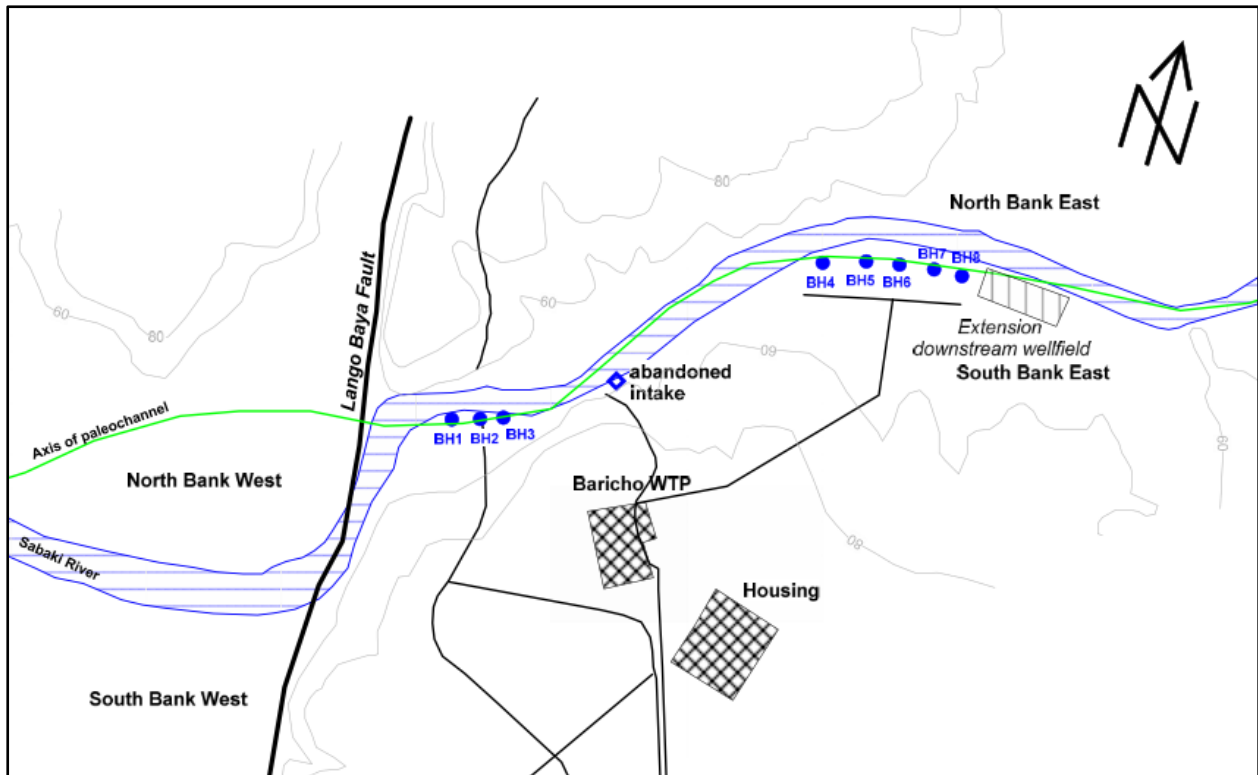 80
North Bank East
Lango Baya Fault
60
60
80
BH7
BH8
BH4
BH5
BH6
Extension
downstream wellfield
South Bank East
60
abandoned
intake
Axis of paleochannel
BH1
BH2
BH3
North Bank West
Baricho WTP
60
80
Sabaki River
Housing
South Bank West
N